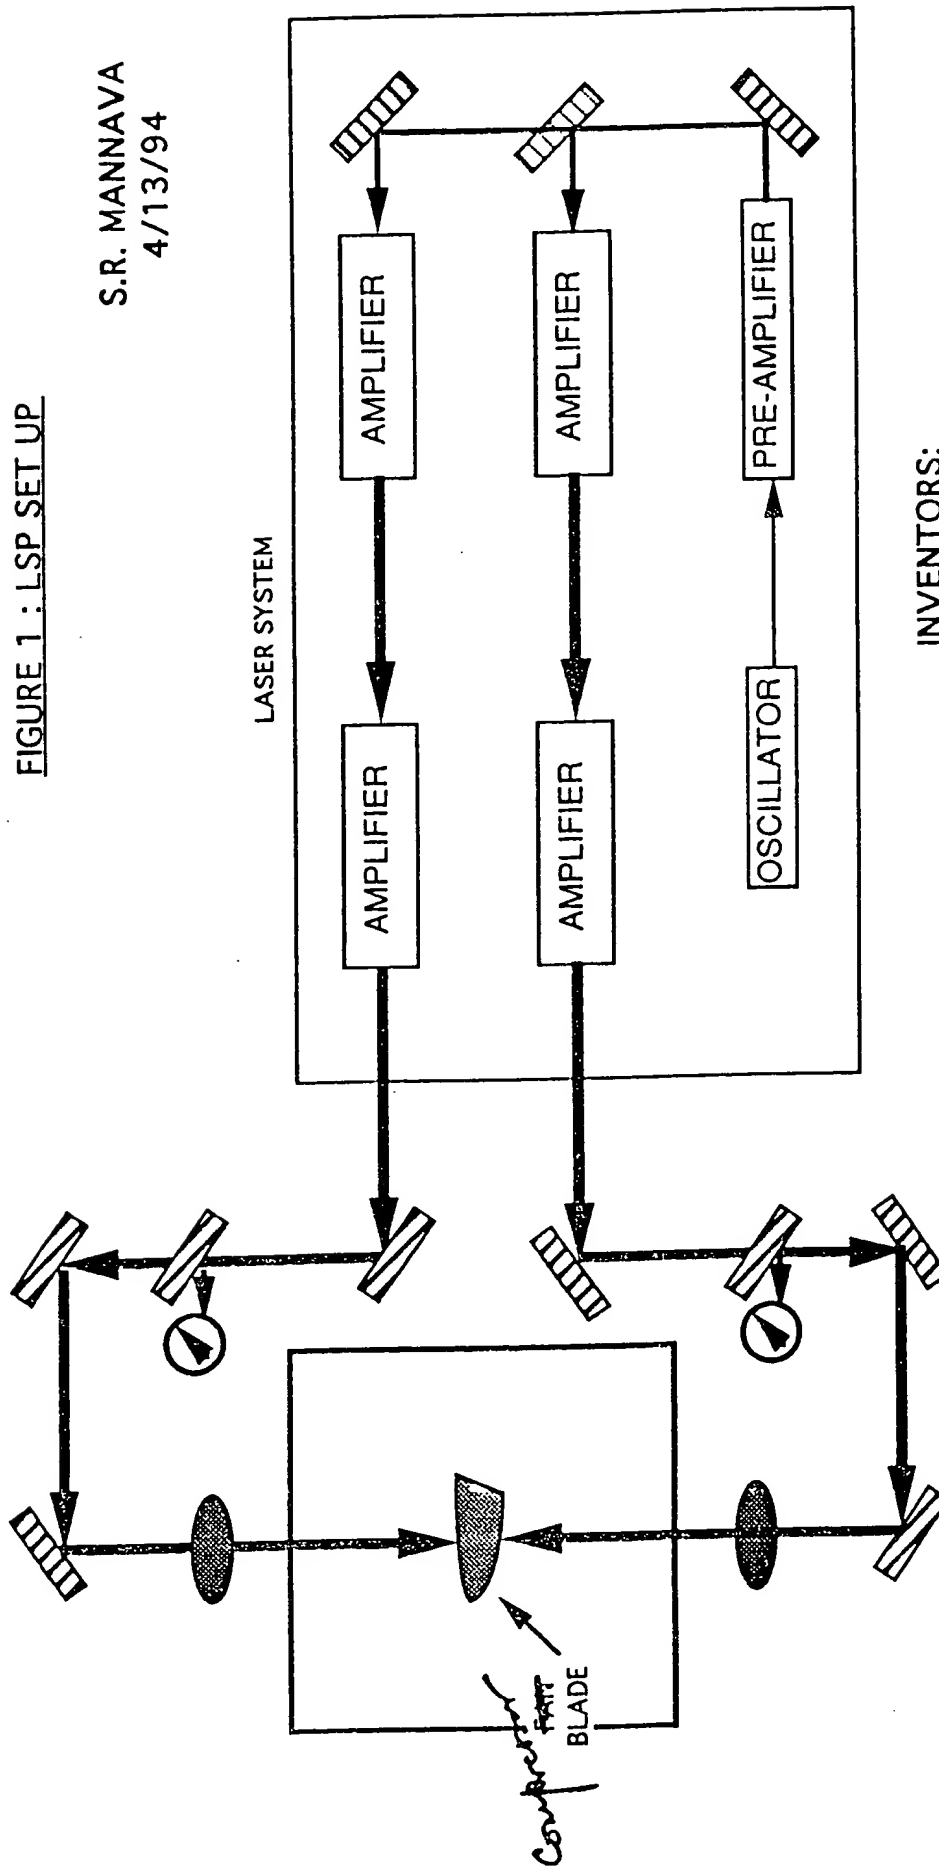 FIGURE 1 : LSP SET UP
S.R. MANNAVA
4/13/94
LASER SYSTEM
AMPLIFIER
AMPLIFIER
AMPLIFIER
AMPLIFIER
OSCILLATOR
PRE-AMPLIFIER
Compressor
FAN
BLADE
INVENTORS: